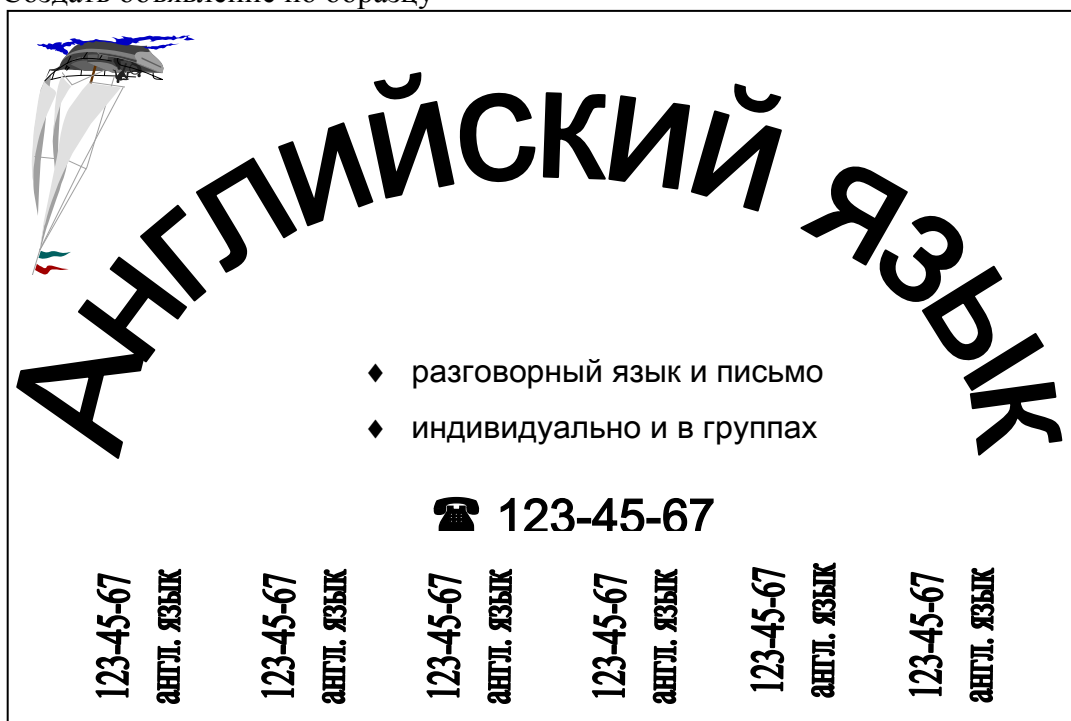 Создать объявление по образцу
АНГЛИЙСКИЙ ЯЗЫК
♦ разговорный язык и письмо
♦ индивидуально и в группах
☎ 123-45-67
123-45-67
англ. язык
123-45-67
англ. язык
123-45-67
англ. язык
123-45-67
англ. язык
123-45-67
англ. язык
123-45-67
англ. язык